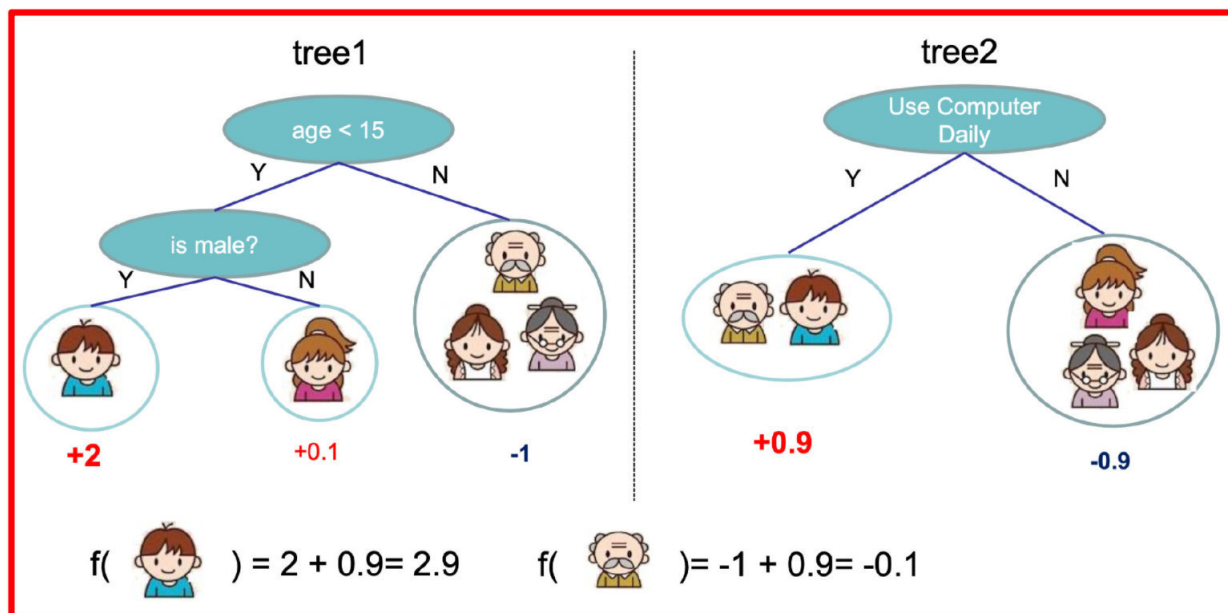 tree1
tree2
age < 15
Use Computer
Daily
Y
N
Y
N
is male?
Y
N
+2
+0.1
-1
+0.9
-0.9
f( ) = 2 + 0.9= 2.9
f( )= -1 + 0.9= -0.1